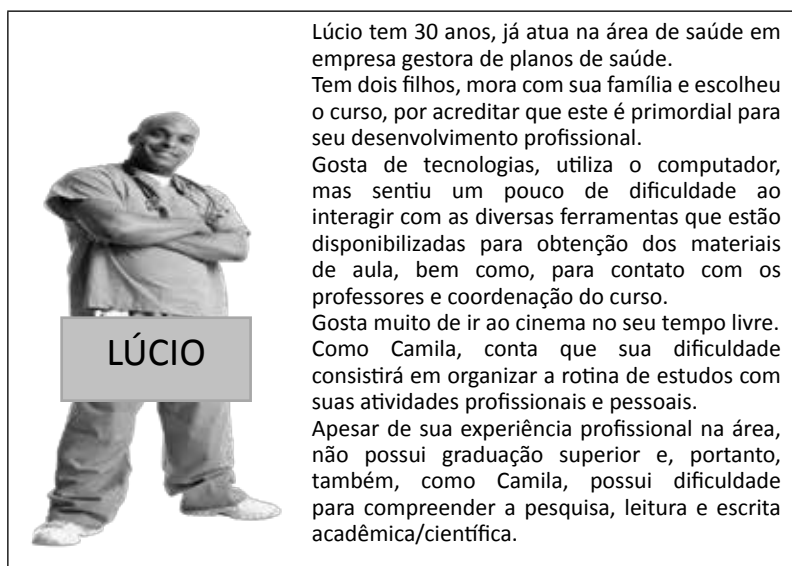 Lúcio tem 30 anos, já atua na área de saúde em
empresa gestora de planos de saúde.
Tem dois filhos, mora com sua família e escolheu
o curso, por acreditar que este é primordial para
seu desenvolvimento profissional.
Gosta de tecnologias, utiliza o computador,
mas sentiu um pouco de dificuldade ao
interagir com as diversas ferramentas que estão
disponibilizadas para obtenção dos materiais
de aula, bem como, para contato com os
professores e coordenação do curso.
Gosta muito de ir ao cinema no seu tempo livre.
Como Camila, conta que sua dificuldade
consistirá em organizar a rotina de estudos com
suas atividades profissionais e pessoais.
Apesar de sua experiência profissional na área,
não possui graduação superior e, portanto,
também, como Camila, possui dificuldade
para compreender a pesquisa, leitura e escrita
acadêmica/científica.
LÚCIO